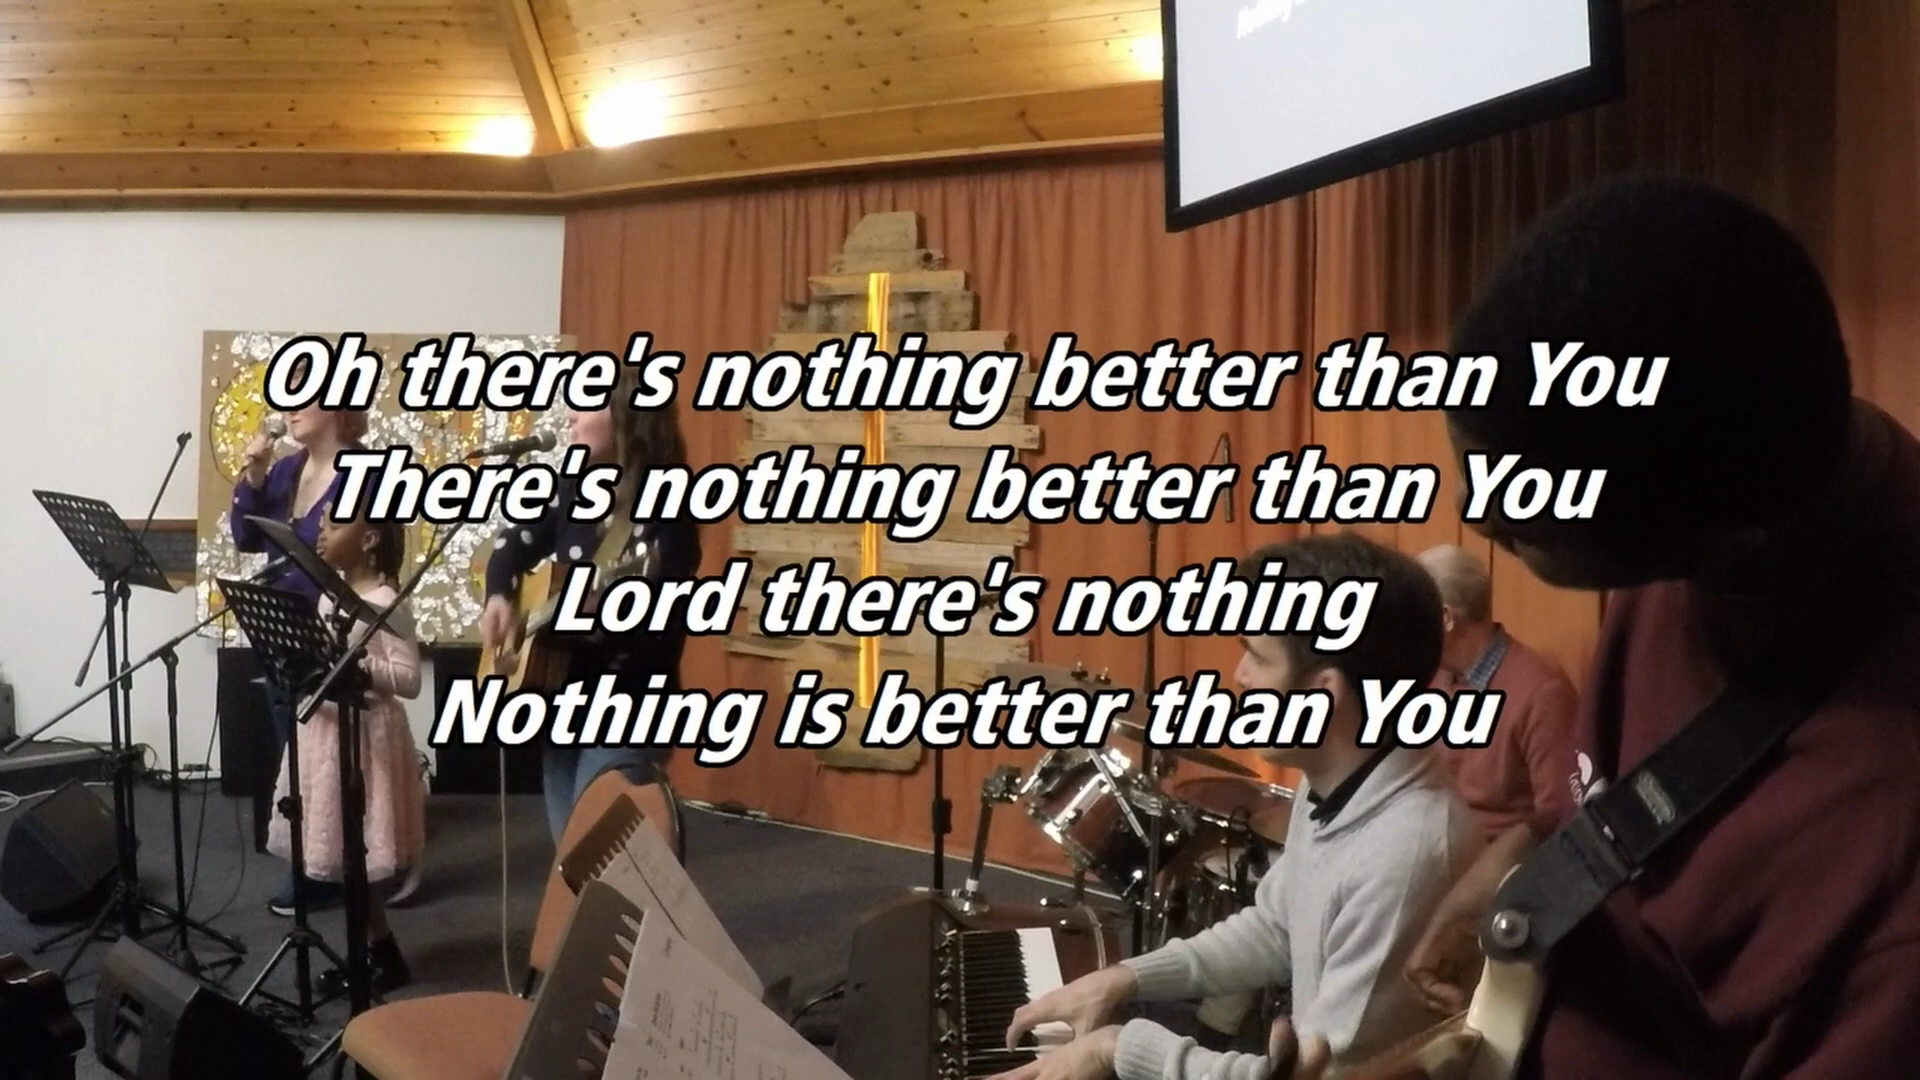 Oh there's nothing better than You
There's nothing better than You
Lord there's nothing
Nothing is better than You